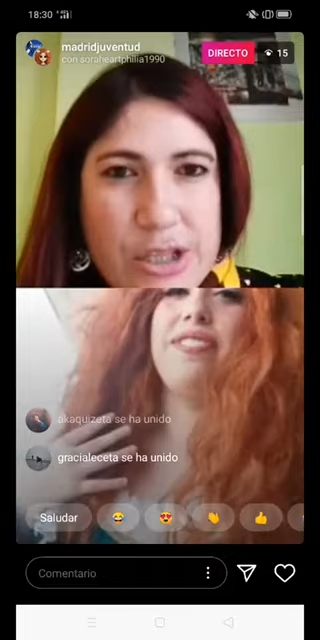 18:30
madridjuventud
con soraheartphilia1990
DIRECTO
15
akaquizeta se ha unido
gracialeceta se ha unido
Saludar
Comentario